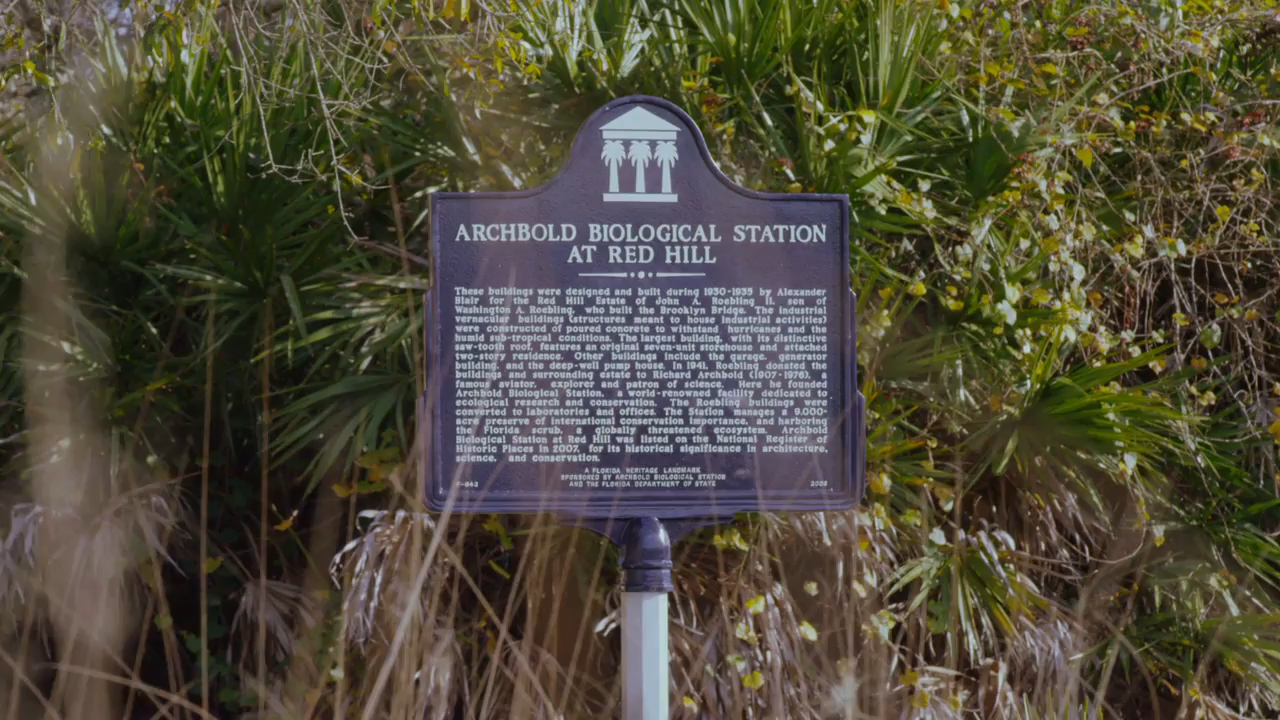 ARCHBOLD BIOLOGICAL STATION
AT RED HILL
These buildings were designed and built during 1930-1935 by Alexander
Blair for the Red Hill Estate of John A. Roebling II, son of
Washington A. Roebling, who built the Brooklyn Bridge. The industrial
vernacular buildings (structures meant to house industrial activities)
were constructed of poured concrete to withstand hurricanes and the
humid sub-tropical conditions. The largest building, with its distinctive
saw-tooth roof, features an original seven-unit storehouse and attached
two-story residence. Other buildings include the garage, generator
building, and the deep-well pump house. In 1941, Roebling donated the
buildings and surrounding estate to Richard Archbold (1907-1976), a
famous aviator, explorer and patron of science. Here he founded
Archbold Biological Station, a world-renowned facility dedicated to
ecological research and conservation. The Roebling buildings were
converted to laboratories and offices. The Station manages a 9,000-
acre preserve of international conservation importance, and harboring
the Florida scrub, a globally threatened ecosystem. Archbold
Biological Station at Red Hill was listed on the National Register of
Historic Places in 2007, for its historical significance in architecture,
science, and conservation.
A FLORIDA HERITAGE LANDMARK
SPONSORED BY ARCHBOLD BIOLOGICAL STATION
AND THE FLORIDA DEPARTMENT OF STATE
2008